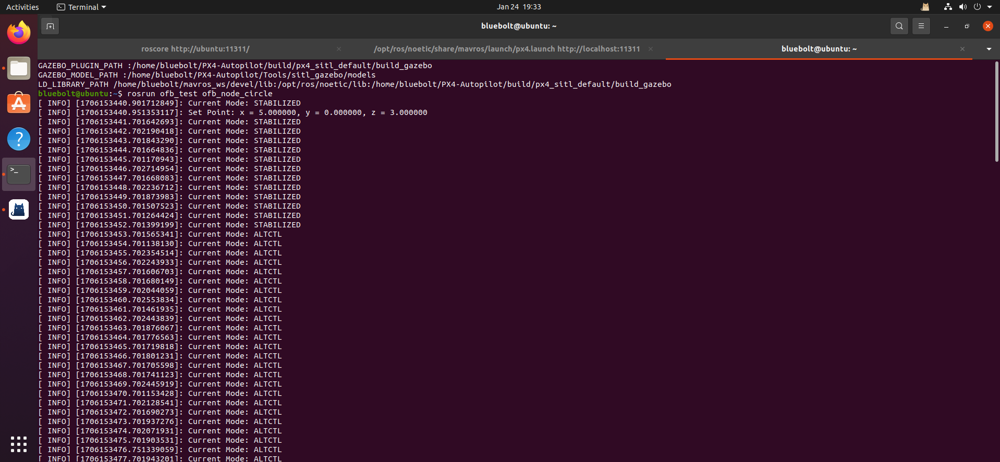 Activities
Terminal
Jan 24 19:33
bluebolt@ubuntu: ~
roscore http://ubuntu:11311/
/opt/ros/noetic/share/mavros/launch/px4.launch http://localhost:11311
bluebolt@ubuntu: ~
GAZEBO_PLUGIN_PATH :/home/bluebolt/PX4-Autopilot/build/px4_sitl_default/build_gazebo
GAZEBO_MODEL_PATH :/home/bluebolt/PX4-Autopilot/Tools/sitl_gazebo/models
LD_LIBRARY_PATH /home/bluebolt/mavros_ws/devel/lib:/opt/ros/noetic/lib:/home/bluebolt/PX4-Autopilot/build/px4_sitl_default/build_gazebo
bluebolt@ubuntu:~$ rosrun ofb_test ofb_node_circle
[ INFO] [1706153440.901712849]: Current Mode: STABILIZED
[ INFO] [1706153440.951353117]: Set Point: x = 5.000000, y = 0.000000, z = 3.000000
[ INFO] [1706153441.701642693]: Current Mode: STABILIZED
[ INFO] [1706153442.702190418]: Current Mode: STABILIZED
[ INFO] [1706153443.701843290]: Current Mode: STABILIZED
[ INFO] [1706153444.701664836]: Current Mode: STABILIZED
[ INFO] [1706153445.701170943]: Current Mode: STABILIZED
[ INFO] [1706153446.702714954]: Current Mode: STABILIZED
[ INFO] [1706153447.701668083]: Current Mode: STABILIZED
[ INFO] [1706153448.702236712]: Current Mode: STABILIZED
[ INFO] [1706153449.701873983]: Current Mode: STABILIZED
[ INFO] [1706153450.701507523]: Current Mode: STABILIZED
[ INFO] [1706153451.701264424]: Current Mode: STABILIZED
[ INFO] [1706153452.701399199]: Current Mode: STABILIZED
[ INFO] [1706153453.701565341]: Current Mode: ALTCTL
[ INFO] [1706153454.701138130]: Current Mode: ALTCTL
[ INFO] [1706153455.702354514]: Current Mode: ALTCTL
[ INFO] [1706153456.702243933]: Current Mode: ALTCTL
[ INFO] [1706153457.701606703]: Current Mode: ALTCTL
[ INFO] [1706153458.701680149]: Current Mode: ALTCTL
[ INFO] [1706153459.702044059]: Current Mode: ALTCTL
[ INFO] [1706153460.702553834]: Current Mode: ALTCTL
[ INFO] [1706153461.701461935]: Current Mode: ALTCTL
[ INFO] [1706153462.702443839]: Current Mode: ALTCTL
[ INFO] [1706153463.701876067]: Current Mode: ALTCTL
[ INFO] [1706153464.701776563]: Current Mode: ALTCTL
[ INFO] [1706153465.701719818]: Current Mode: ALTCTL
[ INFO] [1706153466.701801231]: Current Mode: ALTCTL
[ INFO] [1706153467.701705598]: Current Mode: ALTCTL
[ INFO] [1706153468.701741123]: Current Mode: ALTCTL
[ INFO] [1706153469.702445919]: Current Mode: ALTCTL
[ INFO] [1706153470.701153428]: Current Mode: ALTCTL
[ INFO] [1706153471.702128541]: Current Mode: ALTCTL
[ INFO] [1706153472.701690273]: Current Mode: ALTCTL
[ INFO] [1706153473.701937276]: Current Mode: ALTCTL
[ INFO] [1706153474.702071931]: Current Mode: ALTCTL
[ INFO] [1706153475.701903531]: Current Mode: ALTCTL
[ INFO] [1706153476.751339059]: Current Mode: ALTCTL
[ INFO] [1706153477.701943201]: Current Mode: ALTCTL